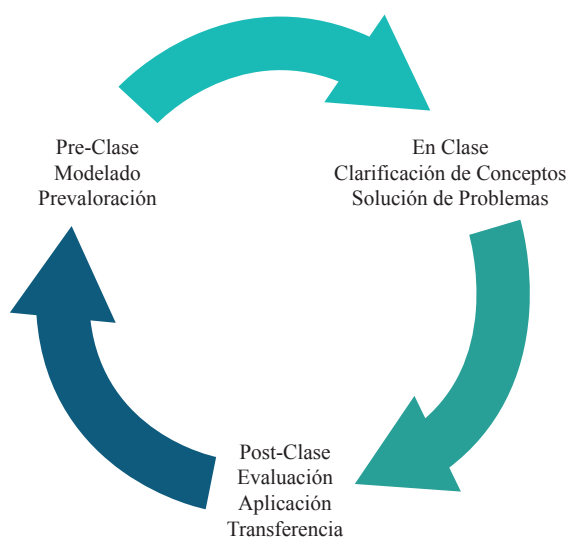 Pre-Clase
Modelado
Prevaloración
En Clase
Clarificación de Conceptos
Solución de Problemas
Post-Clase
Evaluación
Aplicación
Transferencia